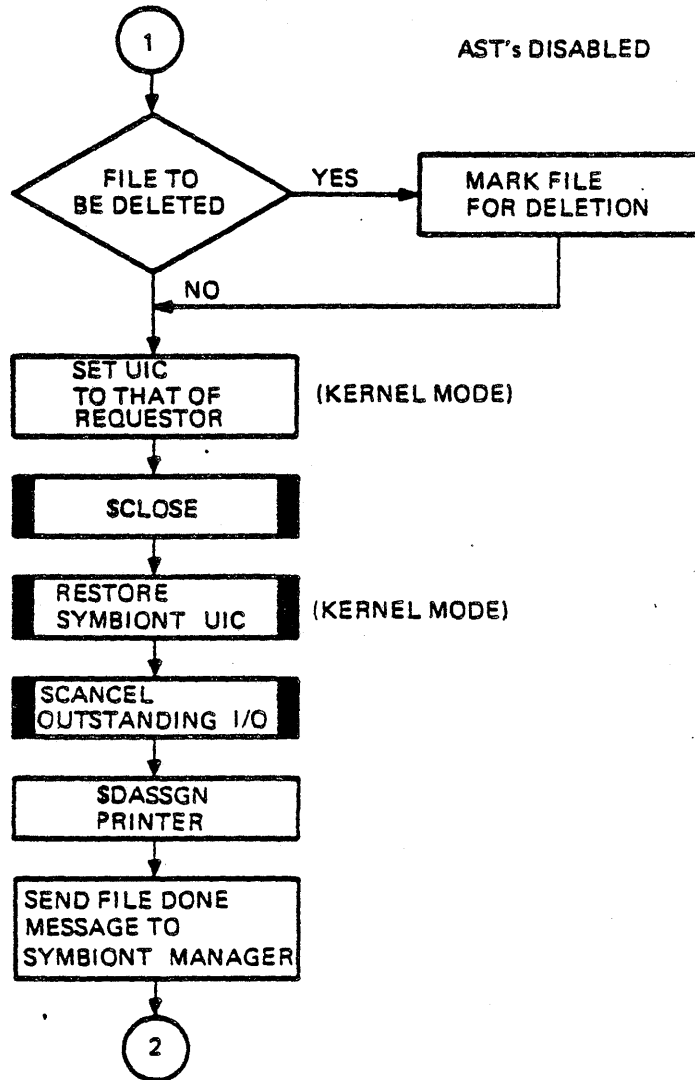 1
AST's DISABLED
FILE TO
BE DELETED
YES
MARK FILE
FOR DELETION
NO
SET UIC
TO THAT OF
REQUESTOR
(KERNEL MODE)
$CLOSE
RESTORE
SYMBIONT UIC
(KERNEL MODE)
$CANCEL
OUTSTANDING I/O
$DASSGN
PRINTER
SEND FILE DONE
MESSAGE TO
SYMBIONT MANAGER
2